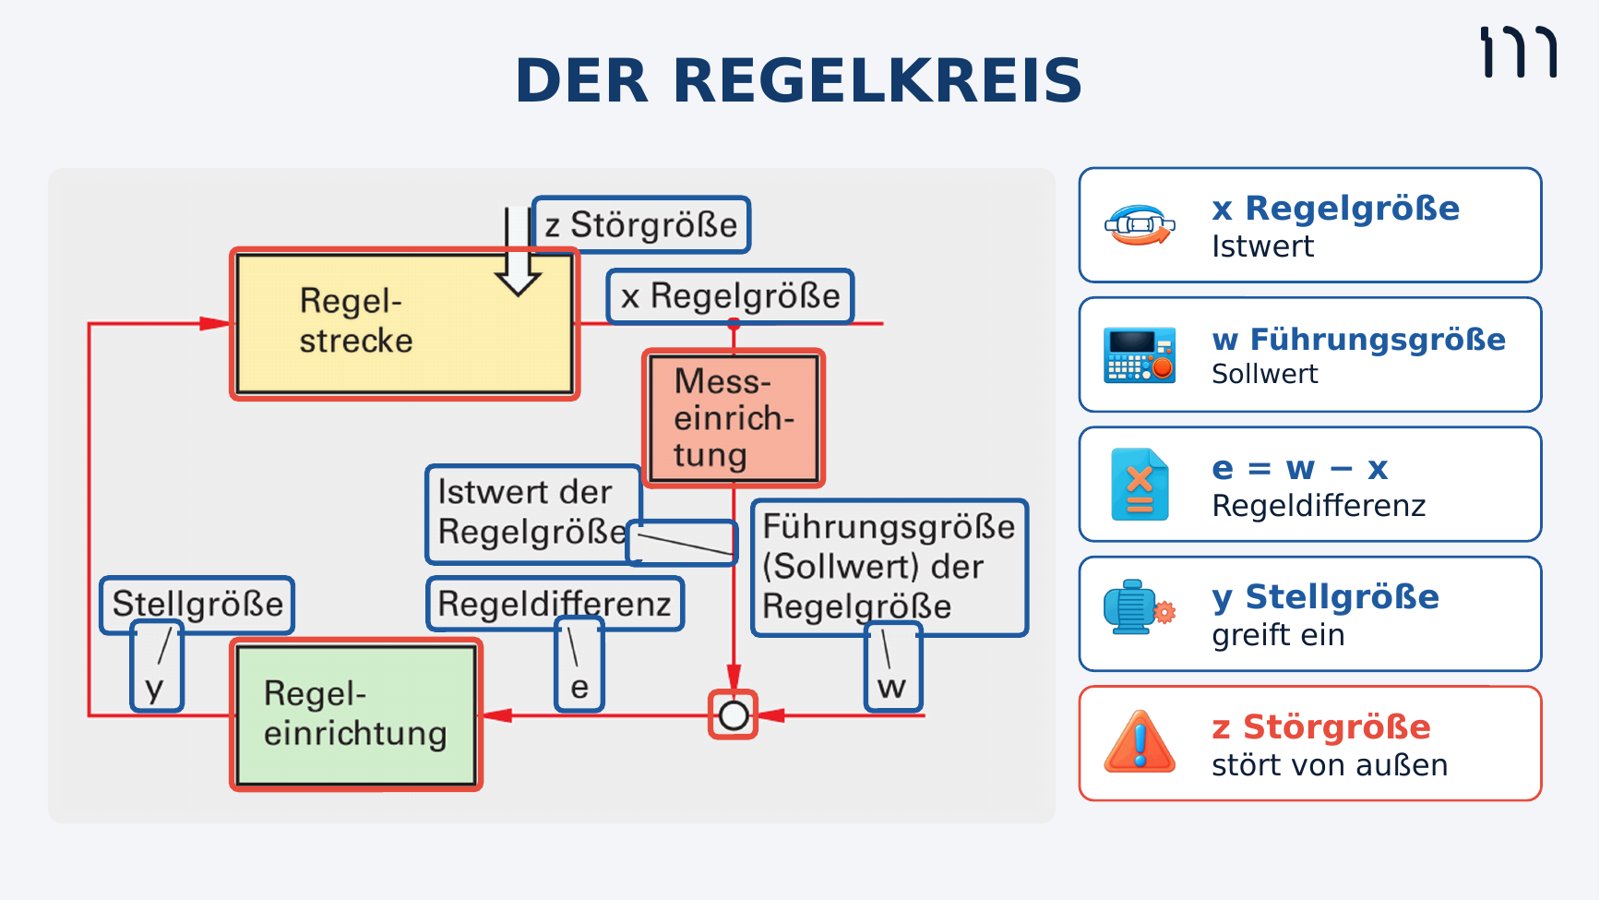 m
DER REGELKREIS
z Störgröße
x Regelgröße
Regel-
strecke
Mess-
einrich-
tung
Istwert der
Regelgröße
Führungsgröße
(Sollwert) der
Regelgröße
Stellgröße
Regeldifferenz
y
e
w
Regel-
einrichtung
x Regelgröße
Istwert
w Führungsgröße
Sollwert
e = w − x
Regeldifferenz
y Stellgröße
greift ein
z Störgröße
stört von außen